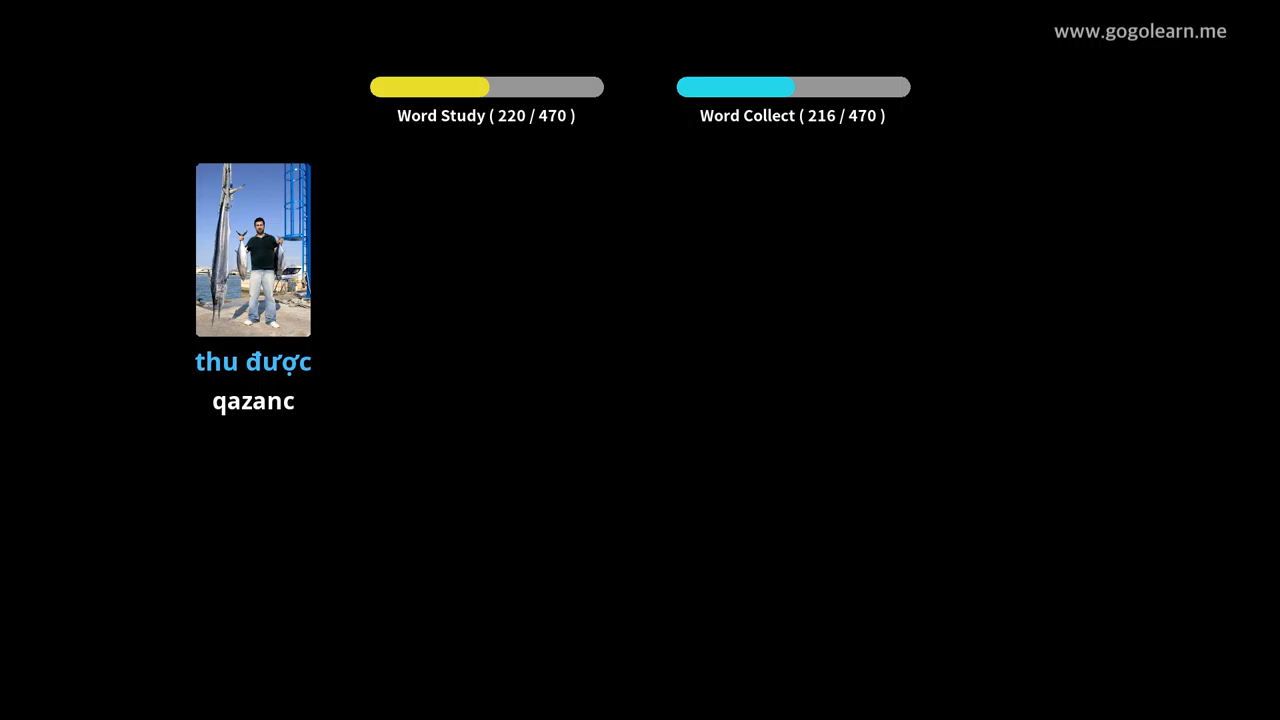 www.gogolearn.me
Word Study ( 220 / 470 )
Word Collect ( 216 / 470 )
thu được
qazanc